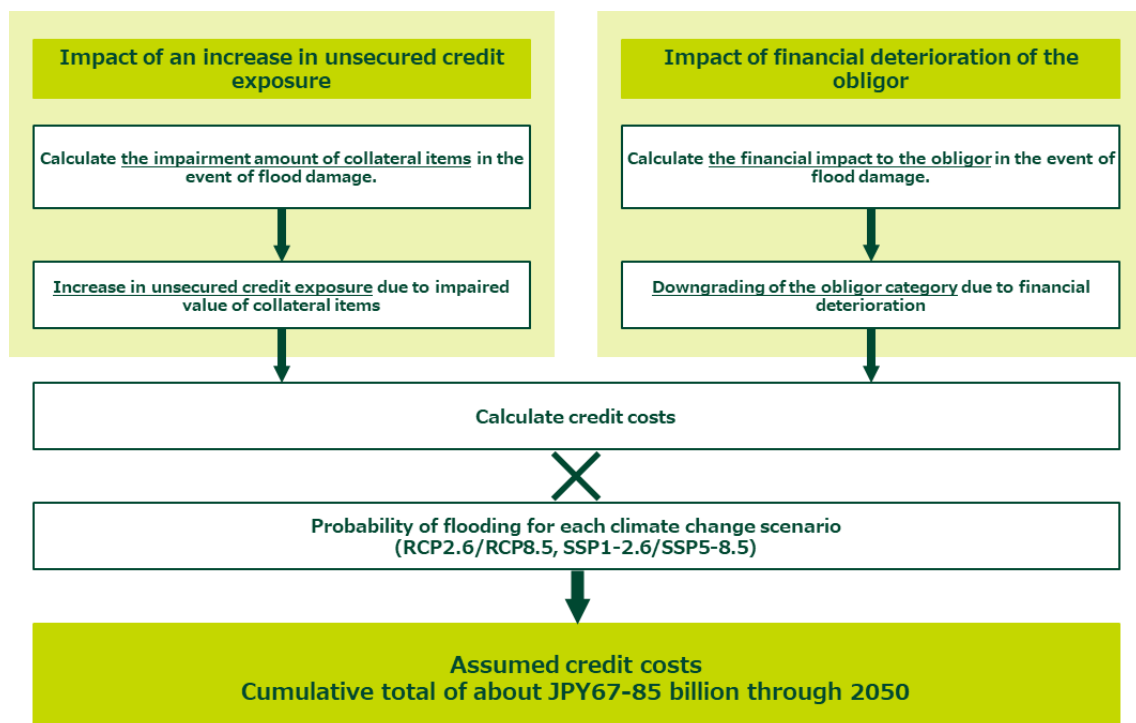 Impact of an increase in unsecured credit
exposure
Calculate the impairment amount of collateral items in the
event of flood damage.
Increase in unsecured credit exposure due to impaired
value of collateral items
Impact of financial deterioration of the
obligor
Calculate the financial impact to the obligor in the event of
flood damage.
Downgrading of the obligor category due to financial
deterioration
Calculate credit costs
Probability of flooding for each climate change scenario
(RCP2.6/RCP8.5, SSP1-2.6/SSP5-8.5)
Assumed credit costs
Cumulative total of about JPY67-85 billion through 2050